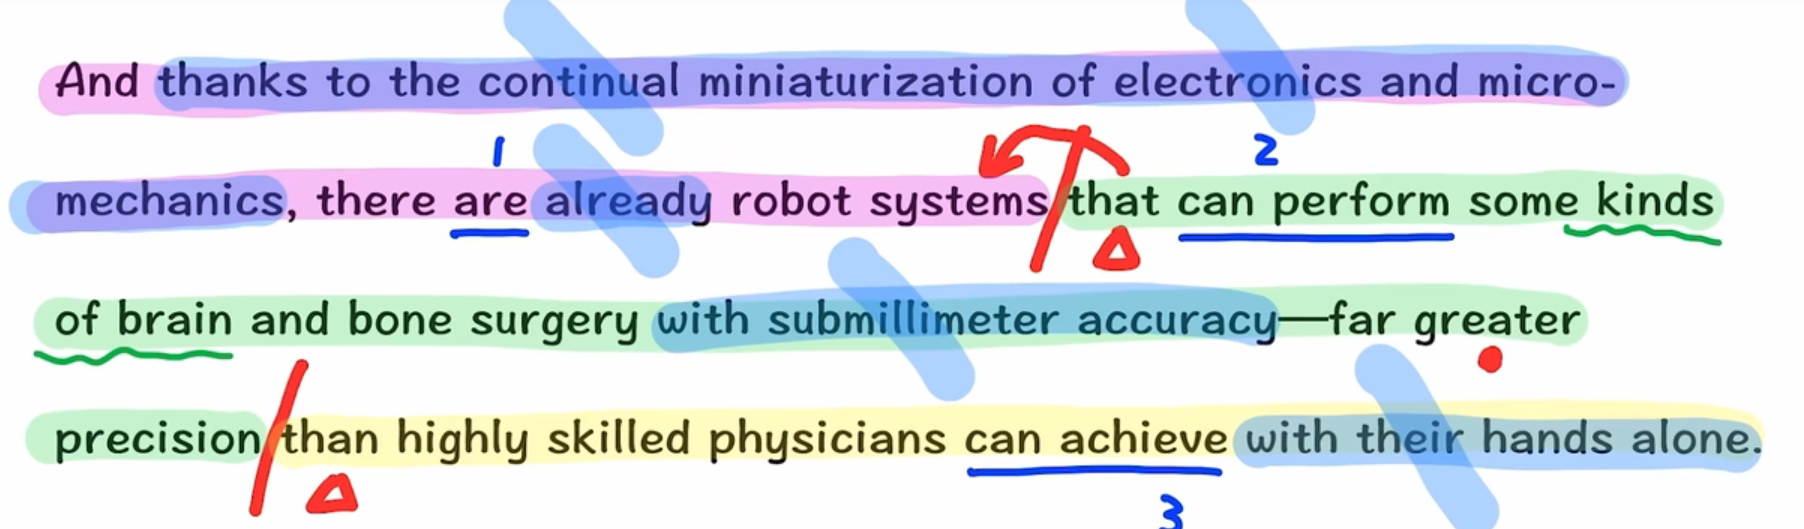 And thanks to the continual miniaturization of electronics and micro-
1 2
mechanics, there are already robot systems that can perform some kinds
of brain and bone surgery with submillimeter accuracy—far greater
precision than highly skilled physicians can achieve with their hands alone.
3